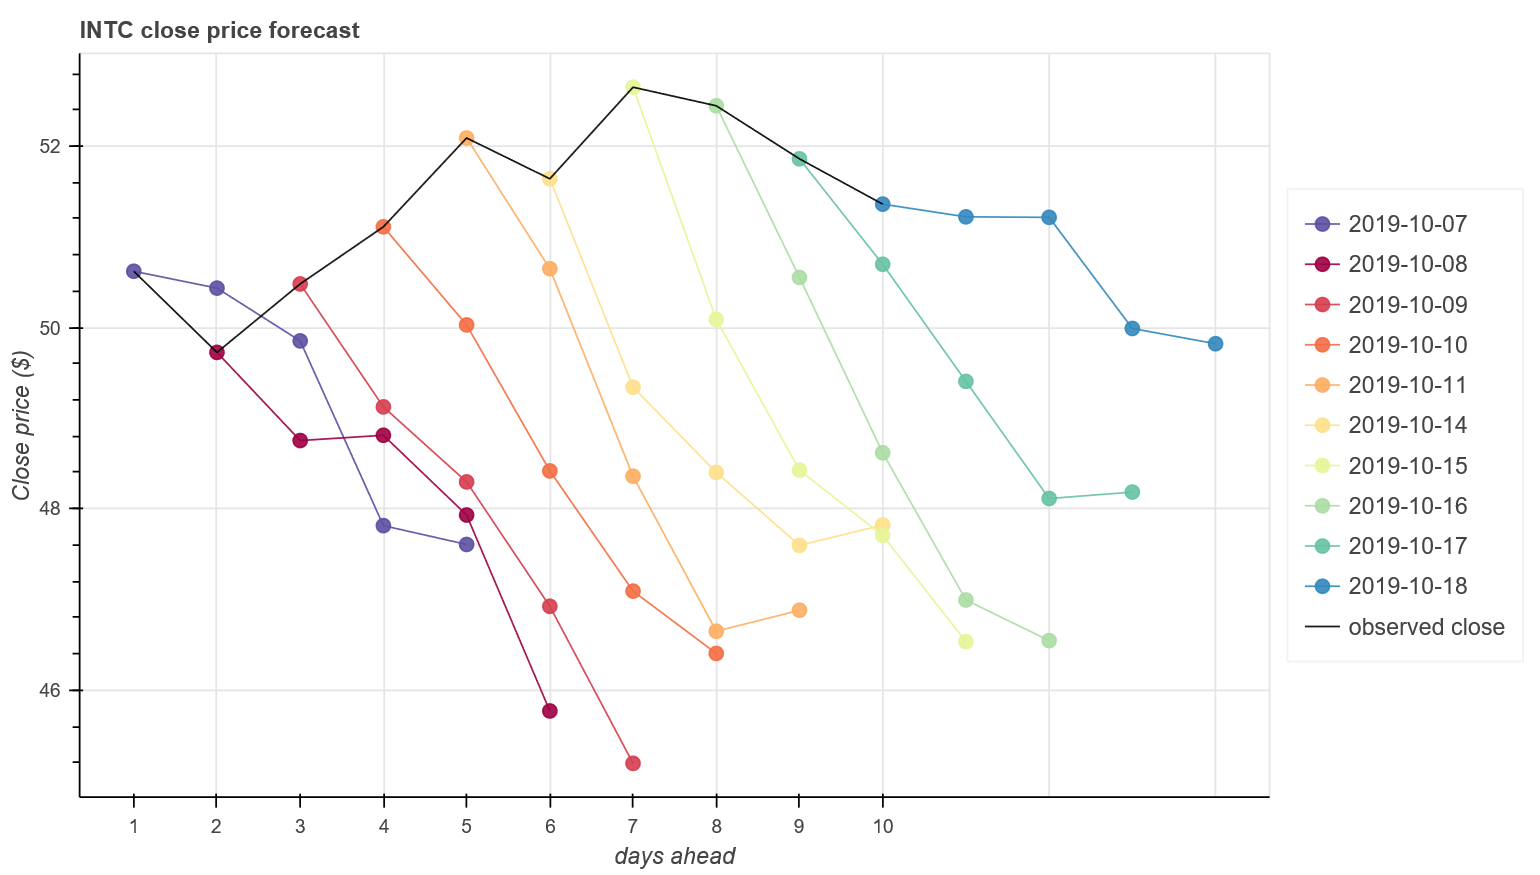 INTC close price forecast
Close price ($)
52
50
48
46
1 2 3 4 5 6 7 8 9 10
days ahead
2019-10-07
2019-10-08
2019-10-09
2019-10-10
2019-10-11
2019-10-14
2019-10-15
2019-10-16
2019-10-17
2019-10-18
observed close